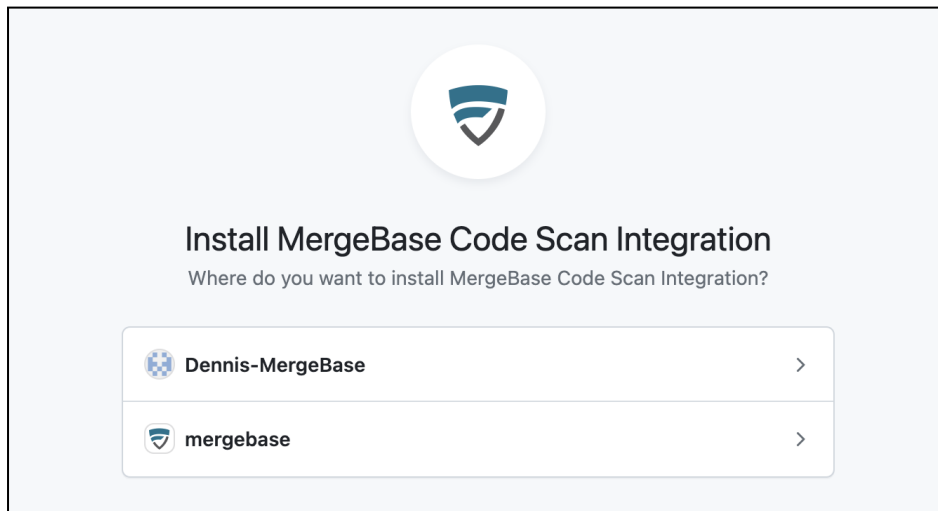 Install MergeBase Code Scan Integration
Where do you want to install MergeBase Code Scan Integration?
Dennis-MergeBase
mergebase